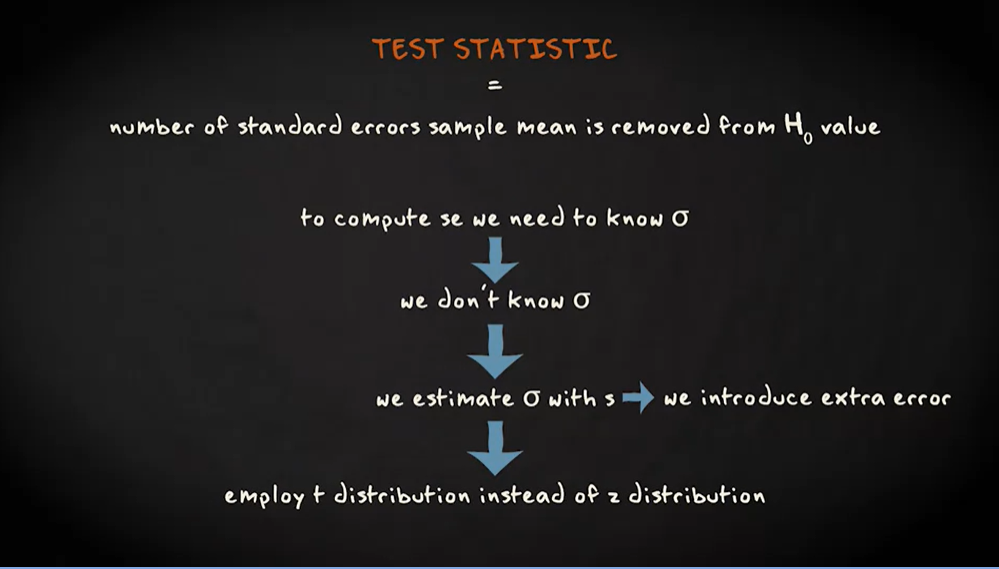 TEST STATISTIC
=
number of standard errors sample mean is removed from H₀ value
to compute se we need to know σ
we don't know σ
we estimate σ with s → we introduce extra error
employ t distribution instead of z distribution